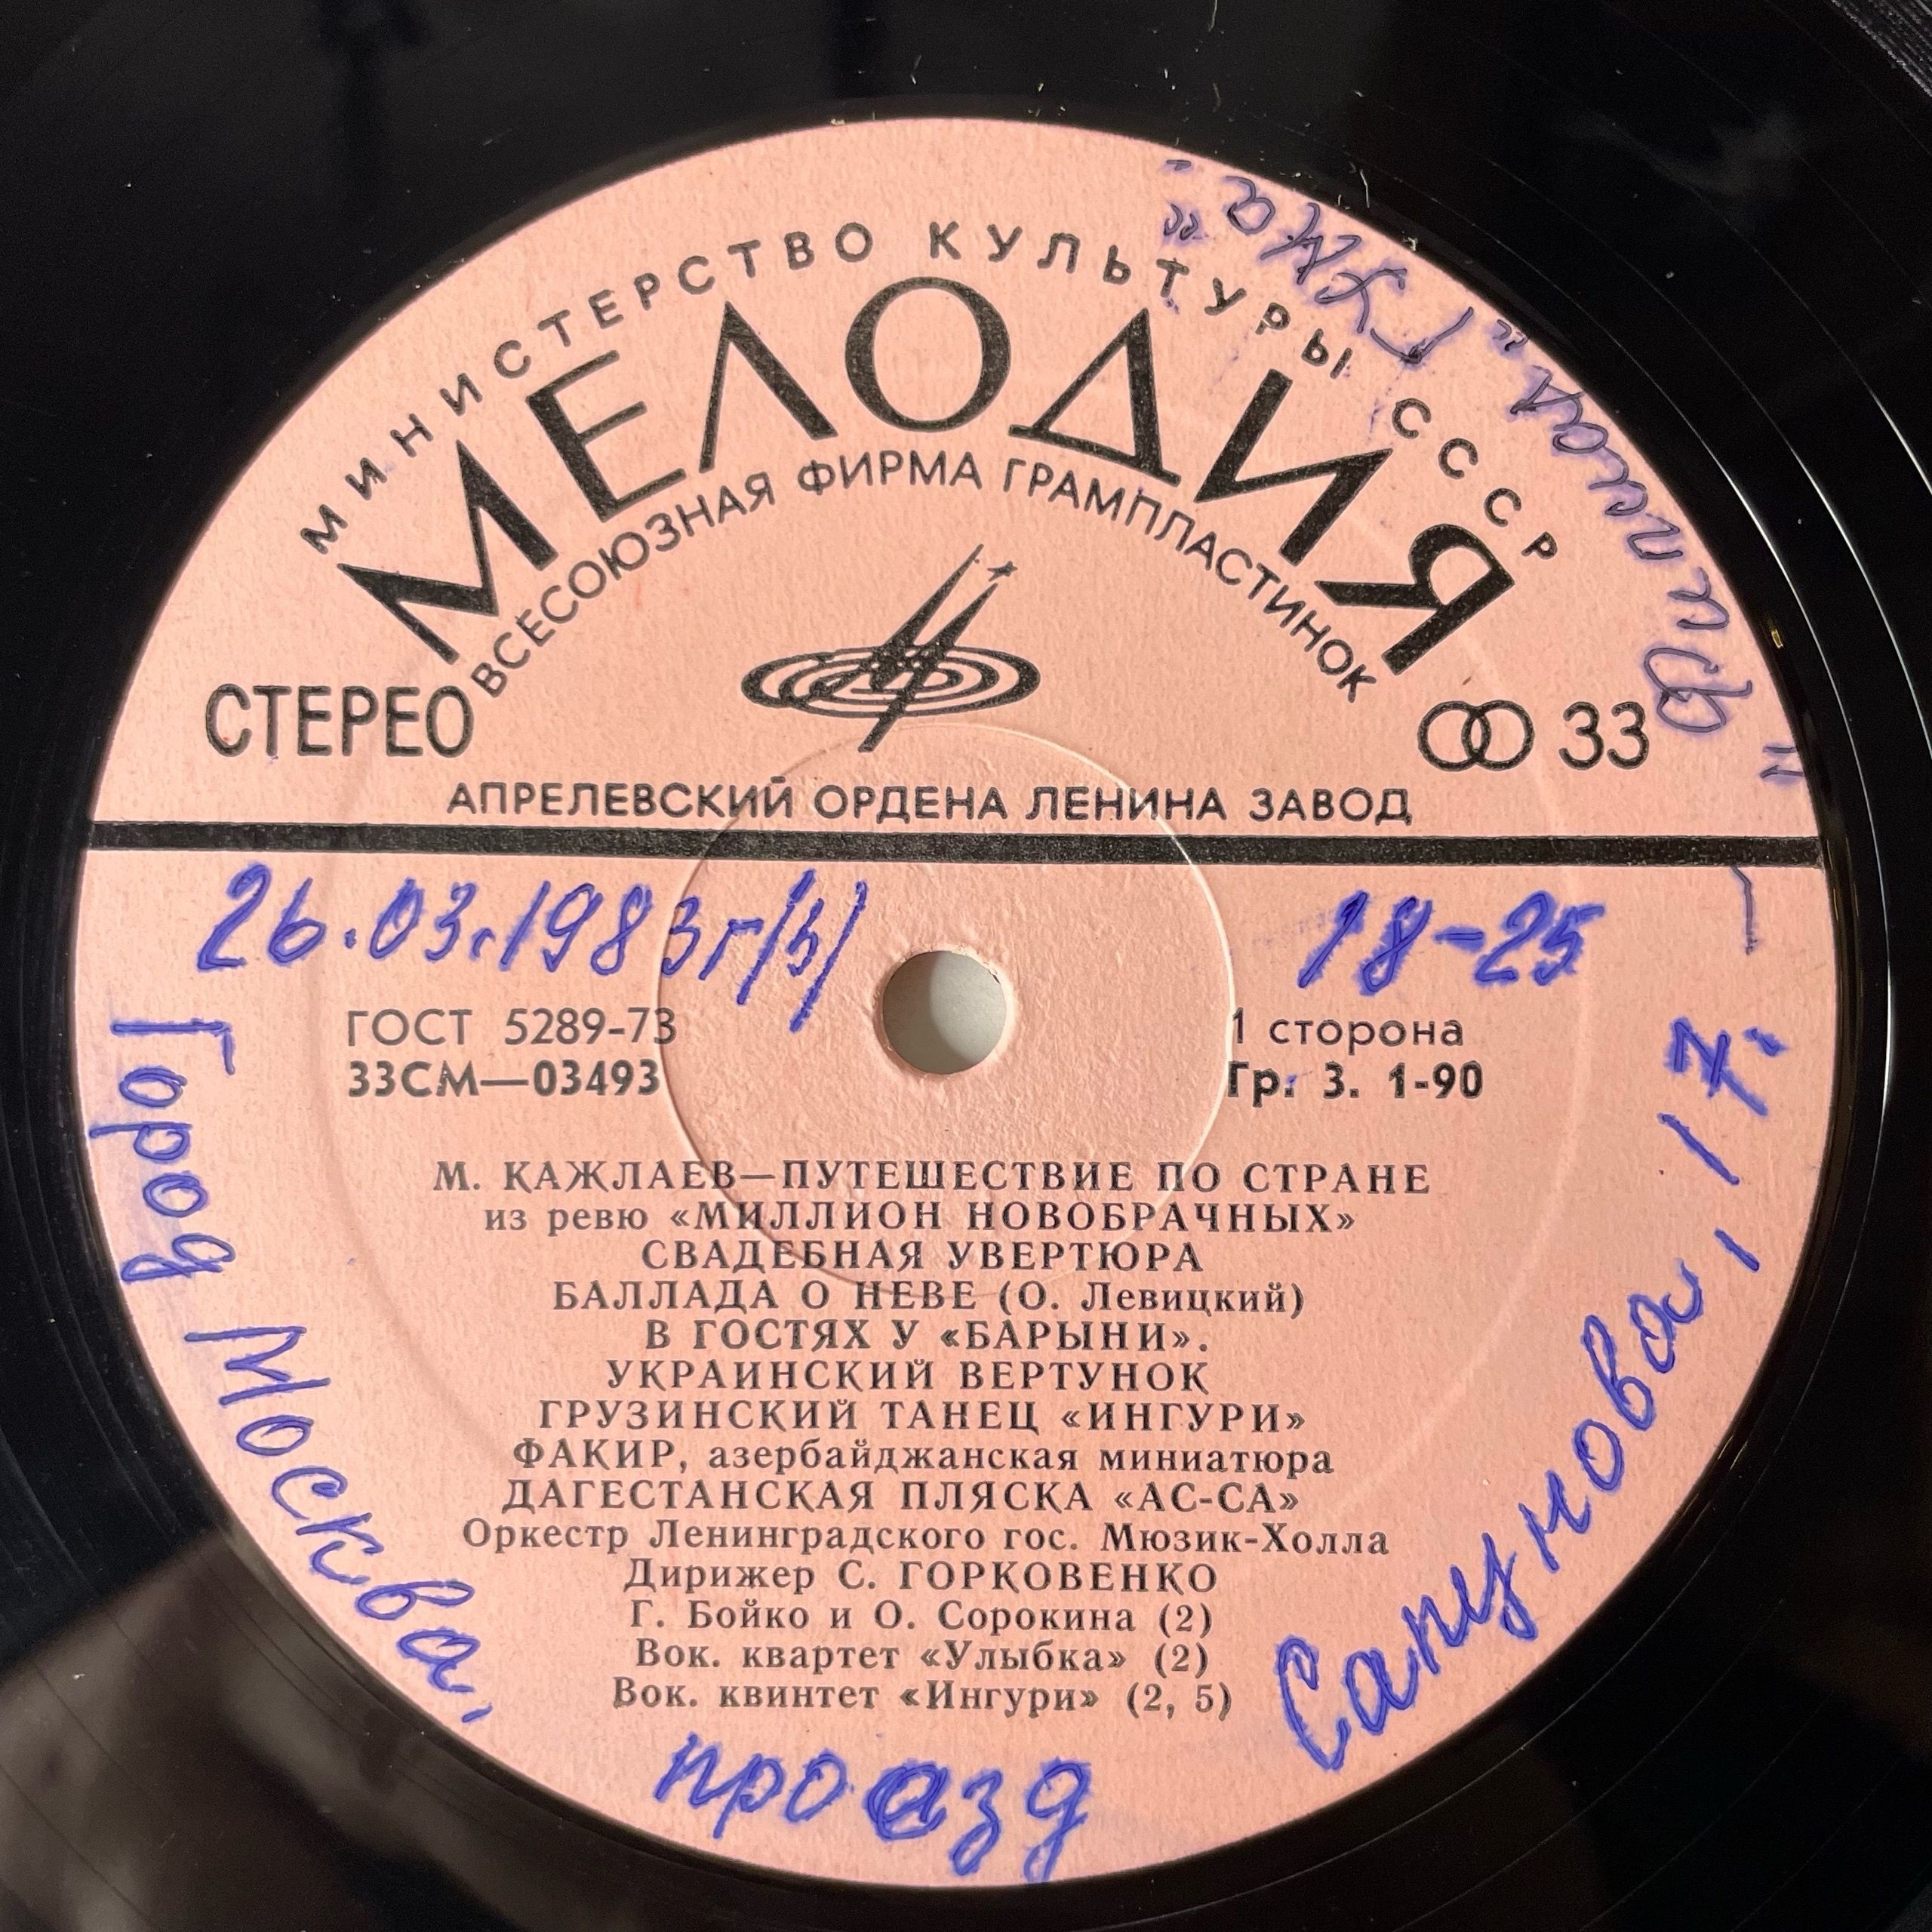 МИНИСТЕРСТВО КУЛЬТУРЫ СССР
МЕЛОДИЯ
ВСЕСОЮЗНАЯ ФИРМА ГРАМПЛАСТИНОК
СТЕРЕО
33
АПРЕЛЕВСКИЙ ОРДЕНА ЛЕНИНА ЗАВОД
26.03.1983г/
18-25
ГОСТ 5289-73
1 сторона
33СМ—03493
Гр. 3. 1-90
М. КАЖЛАЕВ—ПУТЕШЕСТВИЕ ПО СТРАНЕ
из ревю «МИЛЛИОН НОВОБРАЧНЫХ»
СВАДЕБНАЯ УВЕРТЮРА
БАЛЛАДА О НЕВЕ (О. Левицкий)
В ГОСТЯХ У «БАРЫНИ».
УКРАИНСКИЙ ВЕРТУНОК
ГРУЗИНСКИЙ ТАНЕЦ «ИНГУРИ»
ФАКИР, азербайджанская миниатюра
ДАГЕСТАНСКАЯ ПЛЯСКА «АС-СА»
Оркестр Ленинградского гос. Мюзик-Холла
Дирижер С. ГОРКОВЕНКО
Г. Бойко и О. Сорокина (2)
Вок. квартет «Улыбка» (2)
Вок. квинтет «Ингури» (2, 5)
Город Москва,
проезд
Сапунова, 17.